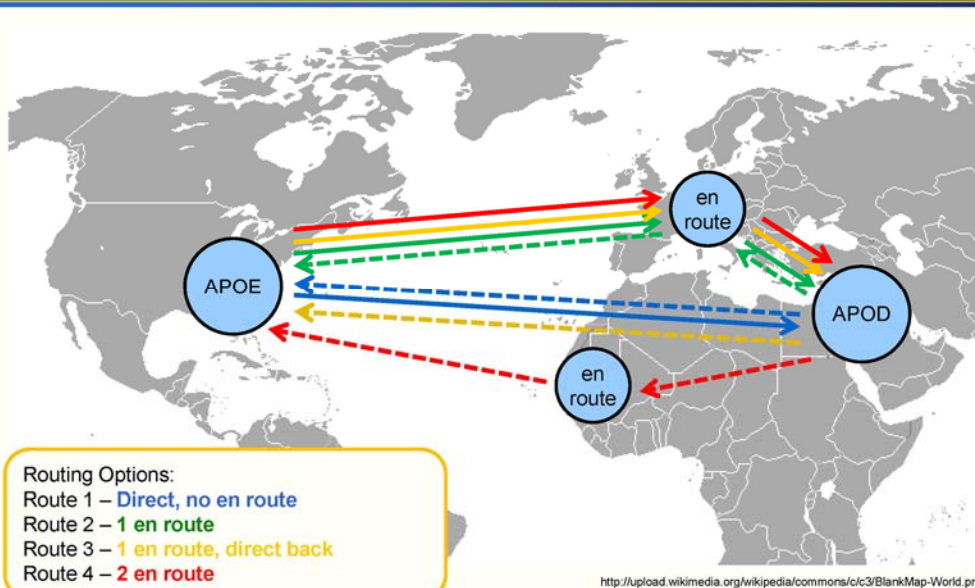 en
route
APOE
APOD
en
route
Routing Options:
Route 1 – Direct, no en route
Route 2 – 1 en route
Route 3 – 1 en route, direct back
Route 4 – 2 en route
http://upload.wikimedia.org/wikipedia/commons/c/c3/BlankMap-World.pn